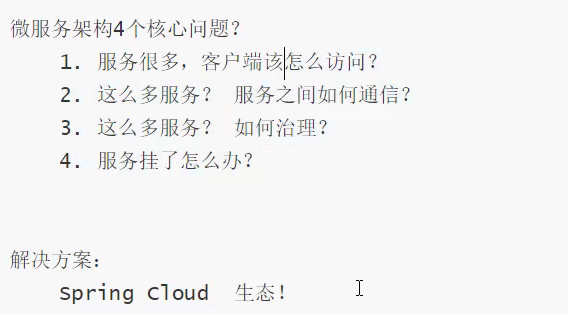 微服务架构4个核心问题？
1. 服务很多，客户端该怎么访问？
2. 这么多服务？ 服务之间如何通信？
3. 这么多服务？ 如何治理？
4. 服务挂了怎么办？
解决方案：
Spring Cloud 生态！